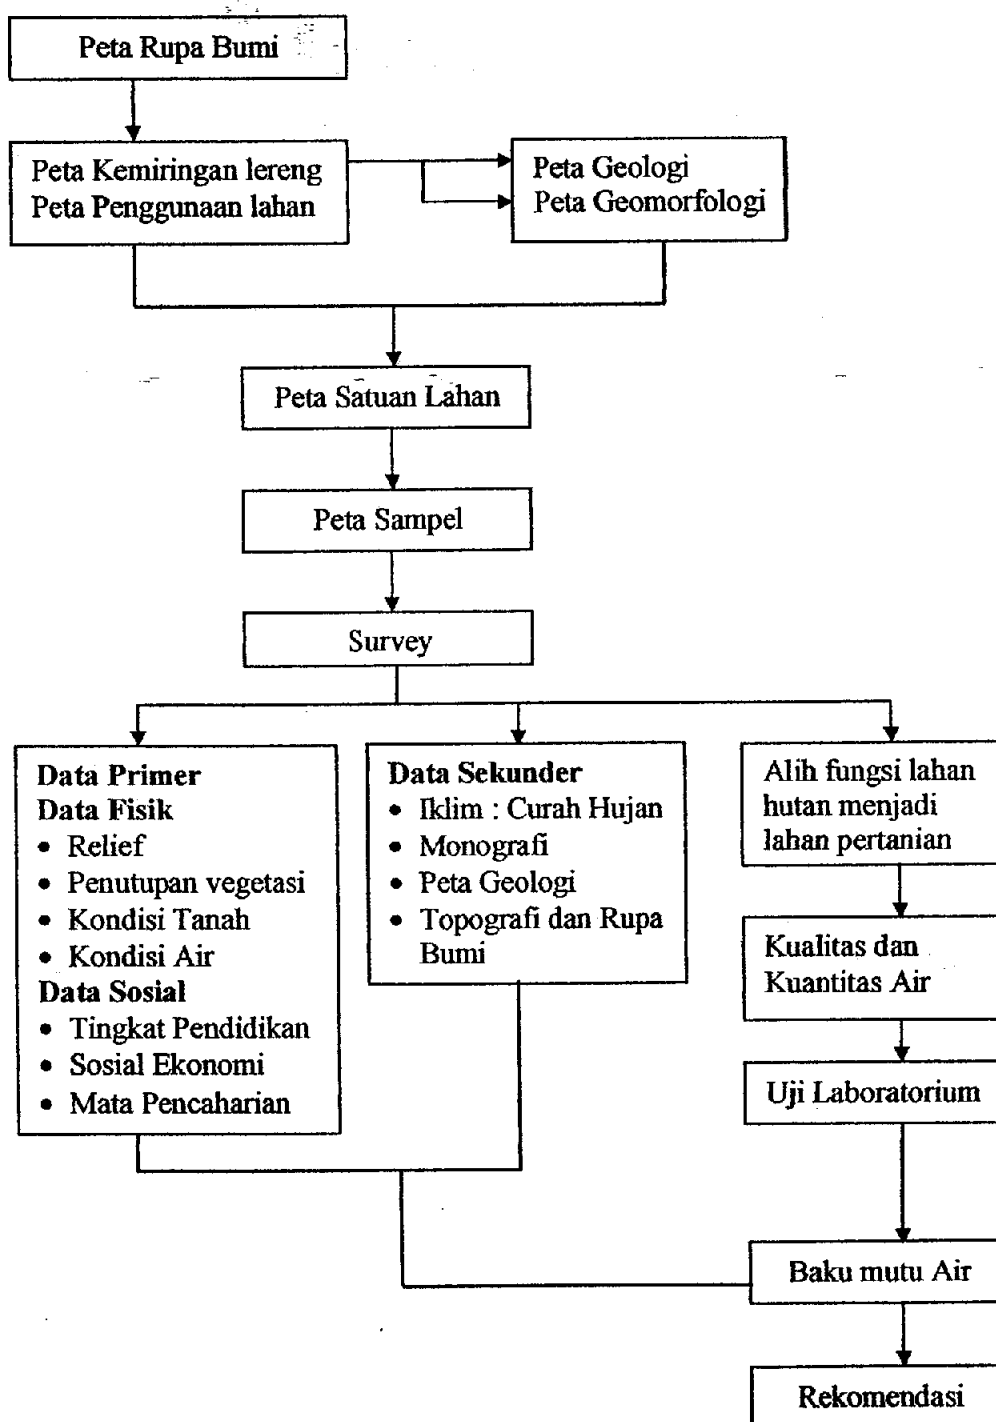 Peta Rupa Bumi
Peta Kemiringan lereng
Peta Penggunaan lahan
Peta Geologi
Peta Geomorfologi
Peta Satuan Lahan
Peta Sampel
Survey
Data Primer
Data Fisik
• Relief
• Penutupan vegetasi
• Kondisi Tanah
• Kondisi Air
Data Sosial
• Tingkat Pendidikan
• Sosial Ekonomi
• Mata Pencaharian
Data Sekunder
• Iklim : Curah Hujan
• Monografi
• Peta Geologi
• Topografi dan Rupa
Bumi
Alih fungsi lahan
hutan menjadi
lahan pertanian
Kualitas dan
Kuantitas Air
Uji Laboratorium
Baku mutu Air
Rekomendasi